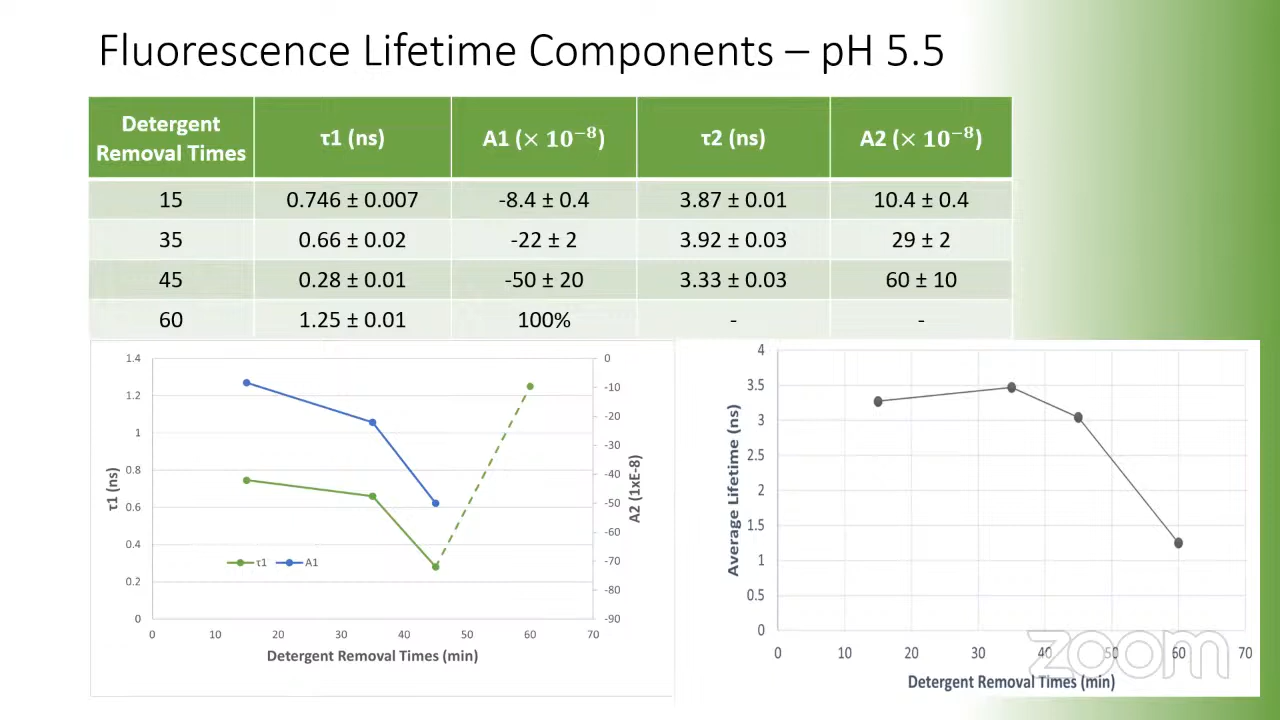 Fluorescence Lifetime Components – pH 5.5
Detergent Removal Times τ1 (ns) A1 (× 10⁻⁸) τ2 (ns) A2 (× 10⁻⁸)
15 0.746 ± 0.007 -8.4 ± 0.4 3.87 ± 0.01 10.4 ± 0.4
35 0.66 ± 0.02 -22 ± 2 3.92 ± 0.03 29 ± 2
45 0.28 ± 0.01 -50 ± 20 3.33 ± 0.03 60 ± 10
60 1.25 ± 0.01 100% - -
τ1 (ns)
1.4
1.2
1
0.8
0.6
0.4
0.2
0
τ1 A1
0
-10
-20
-30
-40
-50
-60
-70
-80
-90
A2 (1xE-8)
0 10 20 30 40 50 60 70
Detergent Removal Times (min)
Average Lifetime (ns)
4
3.5
3
2.5
2
1.5
1
0.5
0
0 10 20 30 40 50 60 70
Detergent Removal Times (min)
zoom